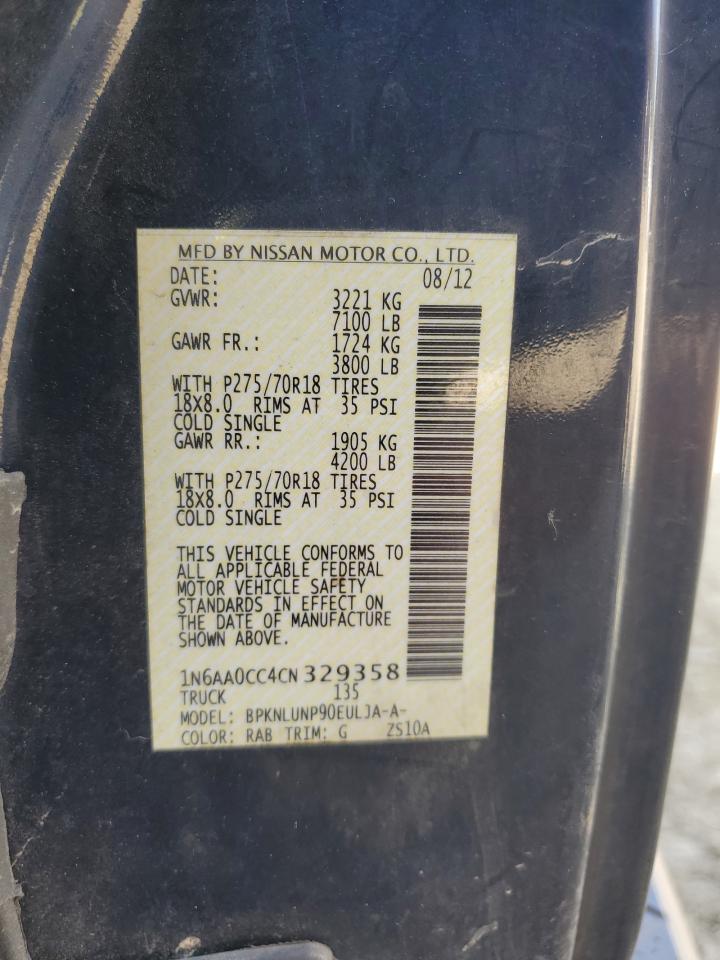 MFD BY NISSAN MOTOR CO., LTD.
DATE: 08/12
GVWR: 3221 KG
7100 LB
GAWR FR.: 1724 KG
3800 LB
WITH P275/70R18 TIRES
18X8.0 RIMS AT 35 PSI
COLD SINGLE
GAWR RR.: 1905 KG
4200 LB
WITH P275/70R18 TIRES
18X8.0 RIMS AT 35 PSI
COLD SINGLE
THIS VEHICLE CONFORMS TO
ALL APPLICABLE FEDERAL
MOTOR VEHICLE SAFETY
STANDARDS IN EFFECT ON
THE DATE OF MANUFACTURE
SHOWN ABOVE.
1N6AA0CC4CN329358
TRUCK 135
MODEL: BPKNLUNP90EULJA-A-
COLOR: RAB TRIM: G ZS10A